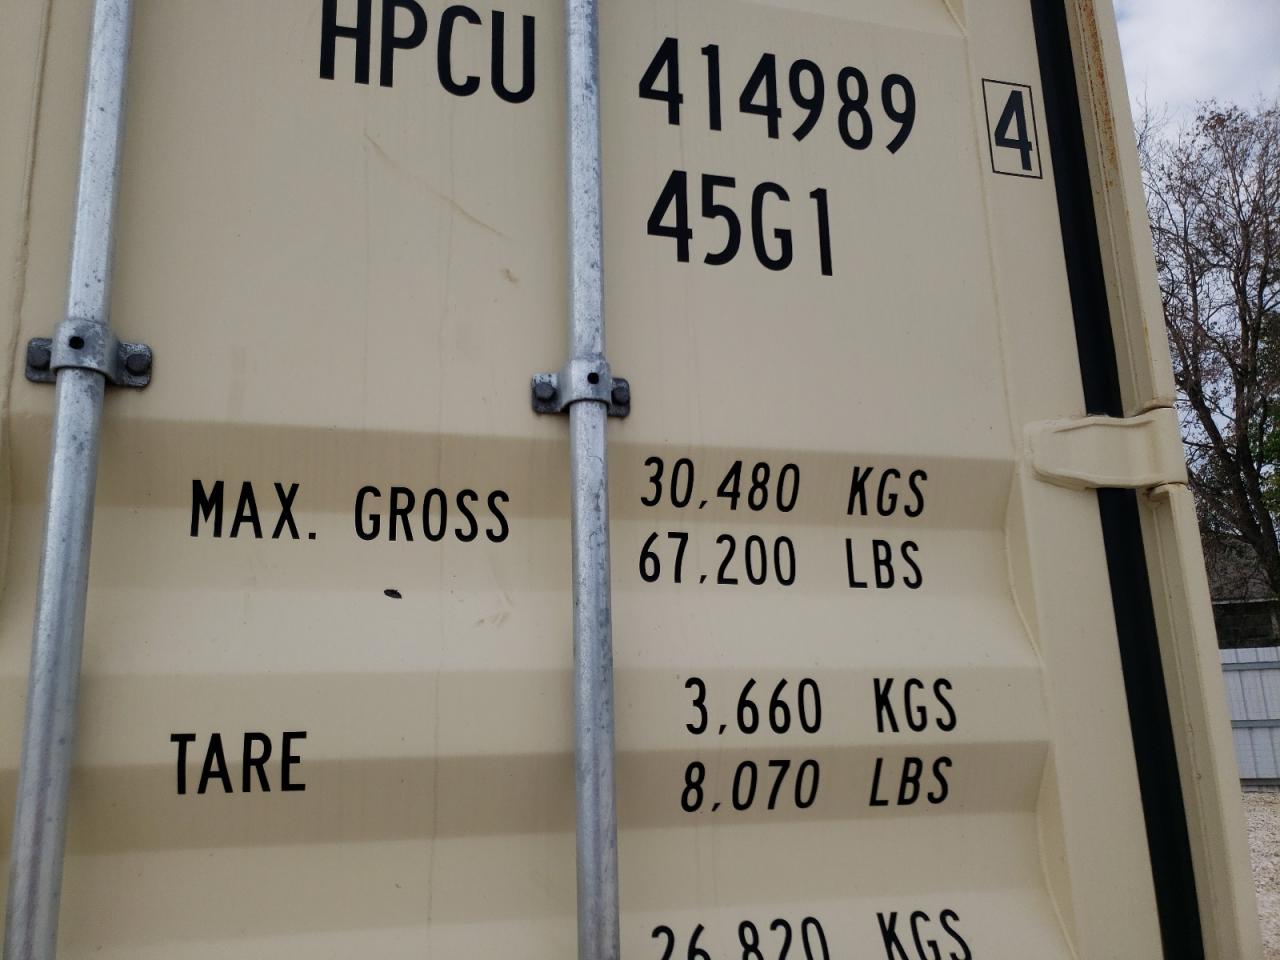 HPCU 414989 4
45G1
MAX. GROSS 30,480 KGS
67,200 LBS
TARE 3,660 KGS
8,070 LBS
26,820 KGS